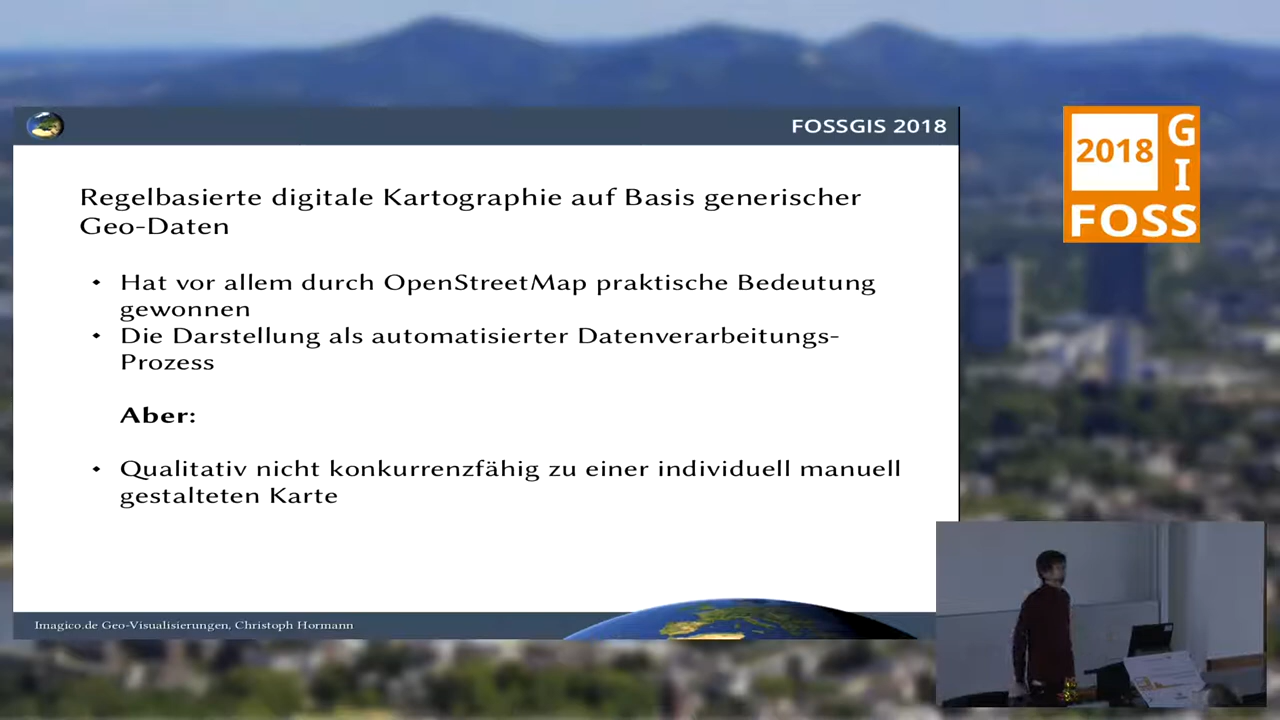 FOSSGIS 2018
Regelbasierte digitale Kartographie auf Basis generischer
Geo-Daten
Hat vor allem durch OpenStreetMap praktische Bedeutung
gewonnen
Die Darstellung als automatisierter Datenverarbeitungs-
Prozess
Aber:
Qualitativ nicht konkurrenzfähig zu einer individuell manuell
gestalteten Karte
Imagico.de Geo-Visualisierungen, Christoph Hormann
2018
G
I
FOSS